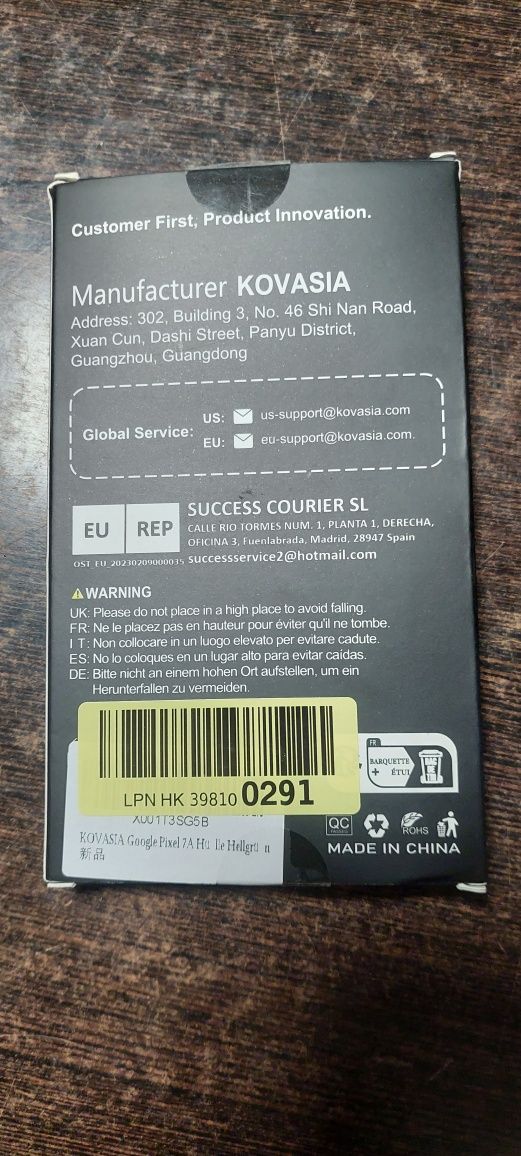 Customer First, Product Innovation.
Manufacturer KOVASIA
Address: 302, Building 3, No. 46 Shi Nan Road,
Xuan Cun, Dashi Street, Panyu District,
Guangzhou, Guangdong
Global Service:
US: us-support@kovasia.com
EU: eu-support@kovasia.com.
EU REP
SUCCESS COURIER SL
CALLE RIO TORMES NUM. 1, PLANTA 1, DERECHA,
OFICINA 3, Fuenlabrada, Madrid, 28947 Spain
OST_EU_20230209000035 successservice2@hotmail.com
WARNING
UK: Please do not place in a high place to avoid falling.
FR: Ne le placez pas en hauteur pour éviter qu'il ne tombe.
IT: Non collocare in un luogo elevato per evitare cadute.
ES: No lo coloques en un lugar alto para evitar caídas.
DE: Bitte nicht an einem hohen Ort aufstellen, um ein
Herunterfallen zu vermeiden.
FR
BARQUETTE
+ ÉTUI
LPN HK 39810 0291
X001T3SG5B
KOVASIA Google Pixel 7A Hellgrü n
新品
QC
PASSED
ROHS
MADE IN CHINA